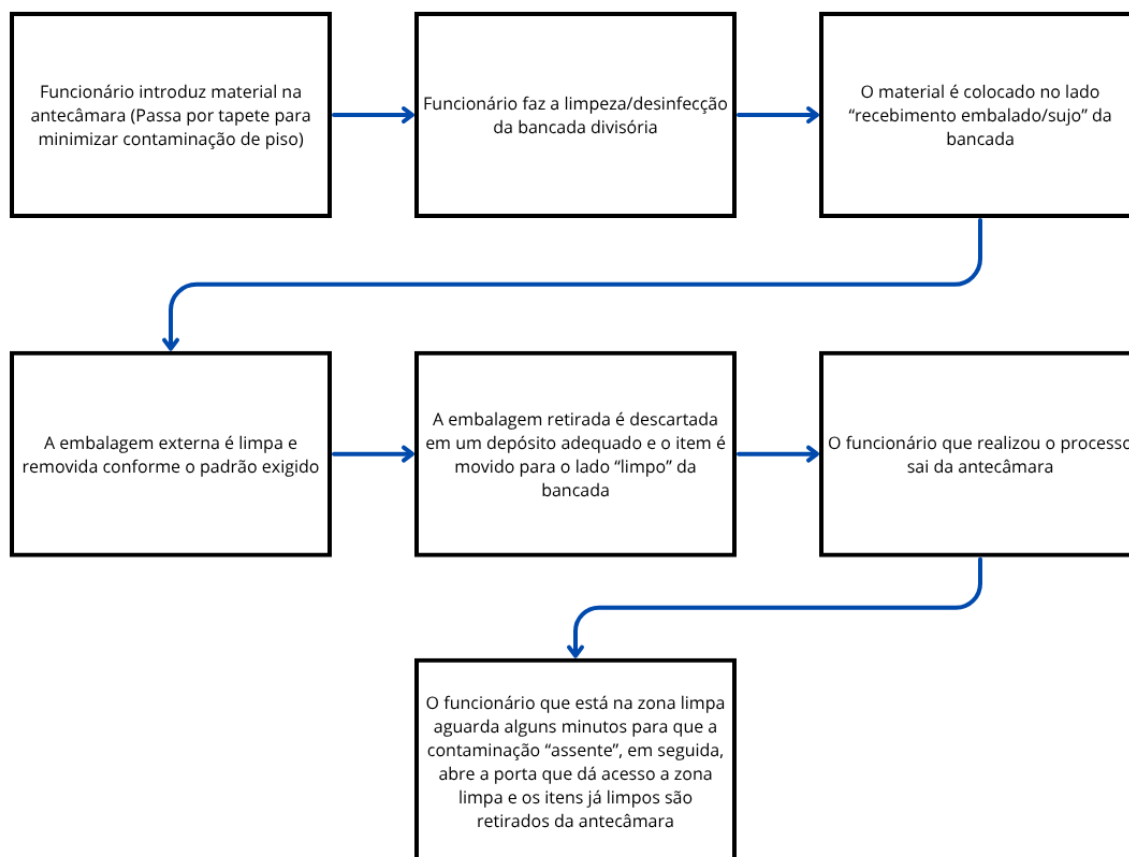 Funcionário introduz material na
antecâmara (Passa por tapete para
minimizar contaminação de piso)
Funcionário faz a limpeza/desinfecção
da bancada divisória
O material é colocado no lado
“recebimento embalado/sujo” da
bancada
A embalagem externa é limpa e
removida conforme o padrão exigido
A embalagem retirada é descartada
em um depósito adequado e o item é
movido para o lado “limpo” da
bancada
O funcionário que realizou o processo
sai da antecâmara
O funcionário que está na zona limpa
aguarda alguns minutos para que a
contaminação “assente”, em seguida,
abre a porta que dá acesso a zona
limpa e os itens já limpos são
retirados da antecâmara